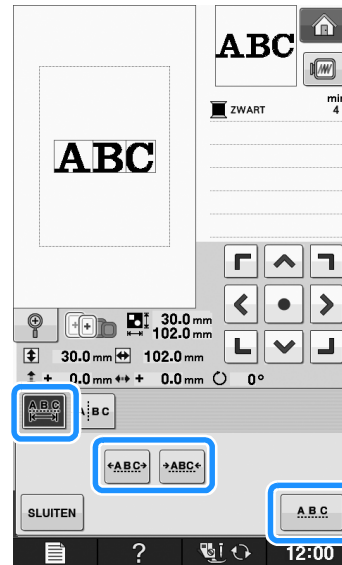 ABC
ZWART
min
4
ABC
30.0 mm
102.0 mm
30.0 mm 102.0 mm
+ 0.0 mm + 0.0 mm 0°
ABC
A BC
ABC ABC
SLUITEN
ABC
? 12:00